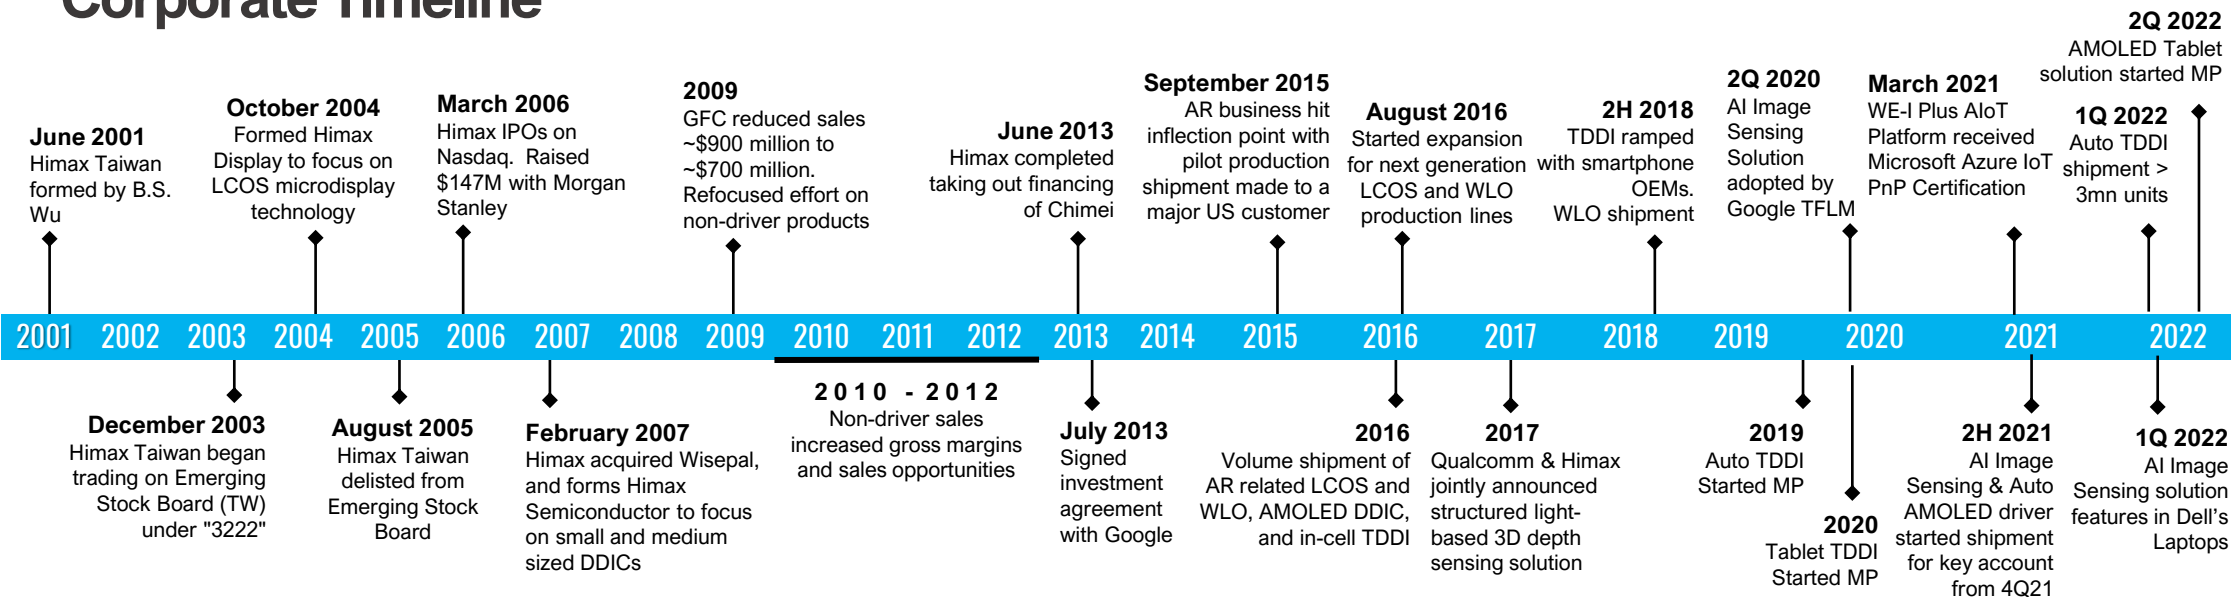 Corporate Timeline
June 2001
Himax Taiwan
formed by B.S.
Wu
October 2004
Formed Himax
Display to focus on
LCOS microdisplay
technology
March 2006
Himax IPOs on
Nasdaq. Raised
$147M with Morgan
Stanley
2009
GFC reduced sales
~$900 million to
~$700 million.
Refocused effort on
non-driver products
June 2013
Himax completed
taking out financing
of Chimei
September 2015
AR business hit
inflection point with
pilot production
shipment made to a
major US customer
August 2016
Started expansion
for next generation
LCOS and WLO
production lines
2H 2018
TDDI ramped
with smartphone
OEMs.
WLO shipment
2Q 2020
AI Image
Sensing
Solution
adopted by
Google TFLM
March 2021
WE-I Plus AIoT
Platform received
Microsoft Azure IoT
PnP Certification
1Q 2022
Auto TDDI
shipment >
3mn units
2Q 2022
AMOLED Tablet
solution started MP
2001 2002 2003 2004 2005 2006 2007 2008 2009 2010 2011 2012 2013 2014 2015 2016 2017 2018 2019 2020 2021 2022
December 2003
Himax Taiwan began
trading on Emerging
Stock Board (TW)
under "3222"
August 2005
Himax Taiwan
delisted from
Emerging Stock
Board
February 2007
Himax acquired Wisepal,
and forms Himax
Semiconductor to focus
on small and medium
sized DDICs
2010 - 2012
Non-driver sales
increased gross margins
and sales opportunities
July 2013
Signed
investment
agreement
with Google
2016
Volume shipment of
AR related LCOS and
WLO, AMOLED DDIC,
and in-cell TDDI
2017
Qualcomm & Himax
jointly announced
structured light-
based 3D depth
sensing solution
2019
Auto TDDI
Started MP
2020
Tablet TDDI
Started MP
2H 2021
AI Image
Sensing & Auto
AMOLED driver
started shipment
for key account
from 4Q21
1Q 2022
AI Image
Sensing solution
features in Dell's
Laptops